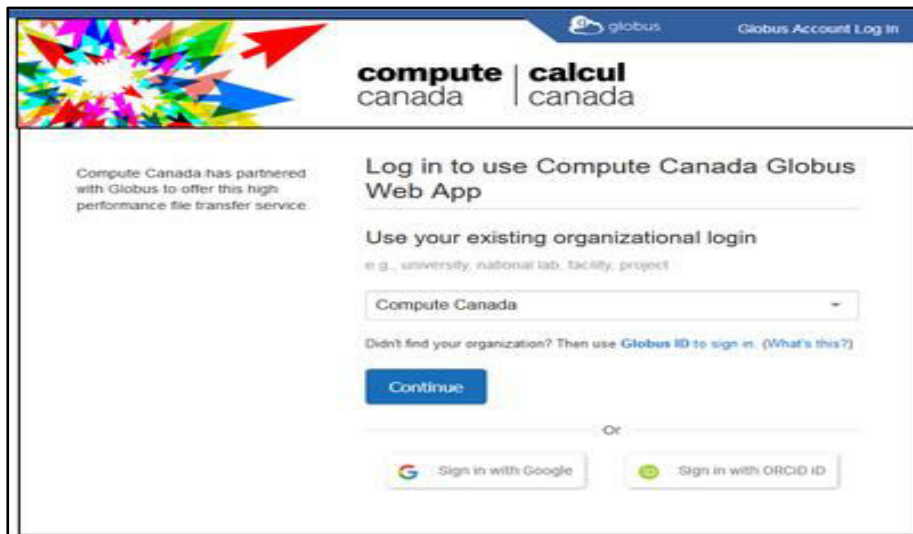 globus
Globus Account Log In
compute | calcul
canada | canada
Compute Canada has partnered
with Globus to offer this high
performance file transfer service
Log in to use Compute Canada Globus
Web App
Use your existing organizational login
e.g., university, national lab, facility, project
Compute Canada
Didn't find your organization? Then use Globus ID to sign in. (What's this?)
Continue
Or
Sign in with Google
Sign in with ORCID iD